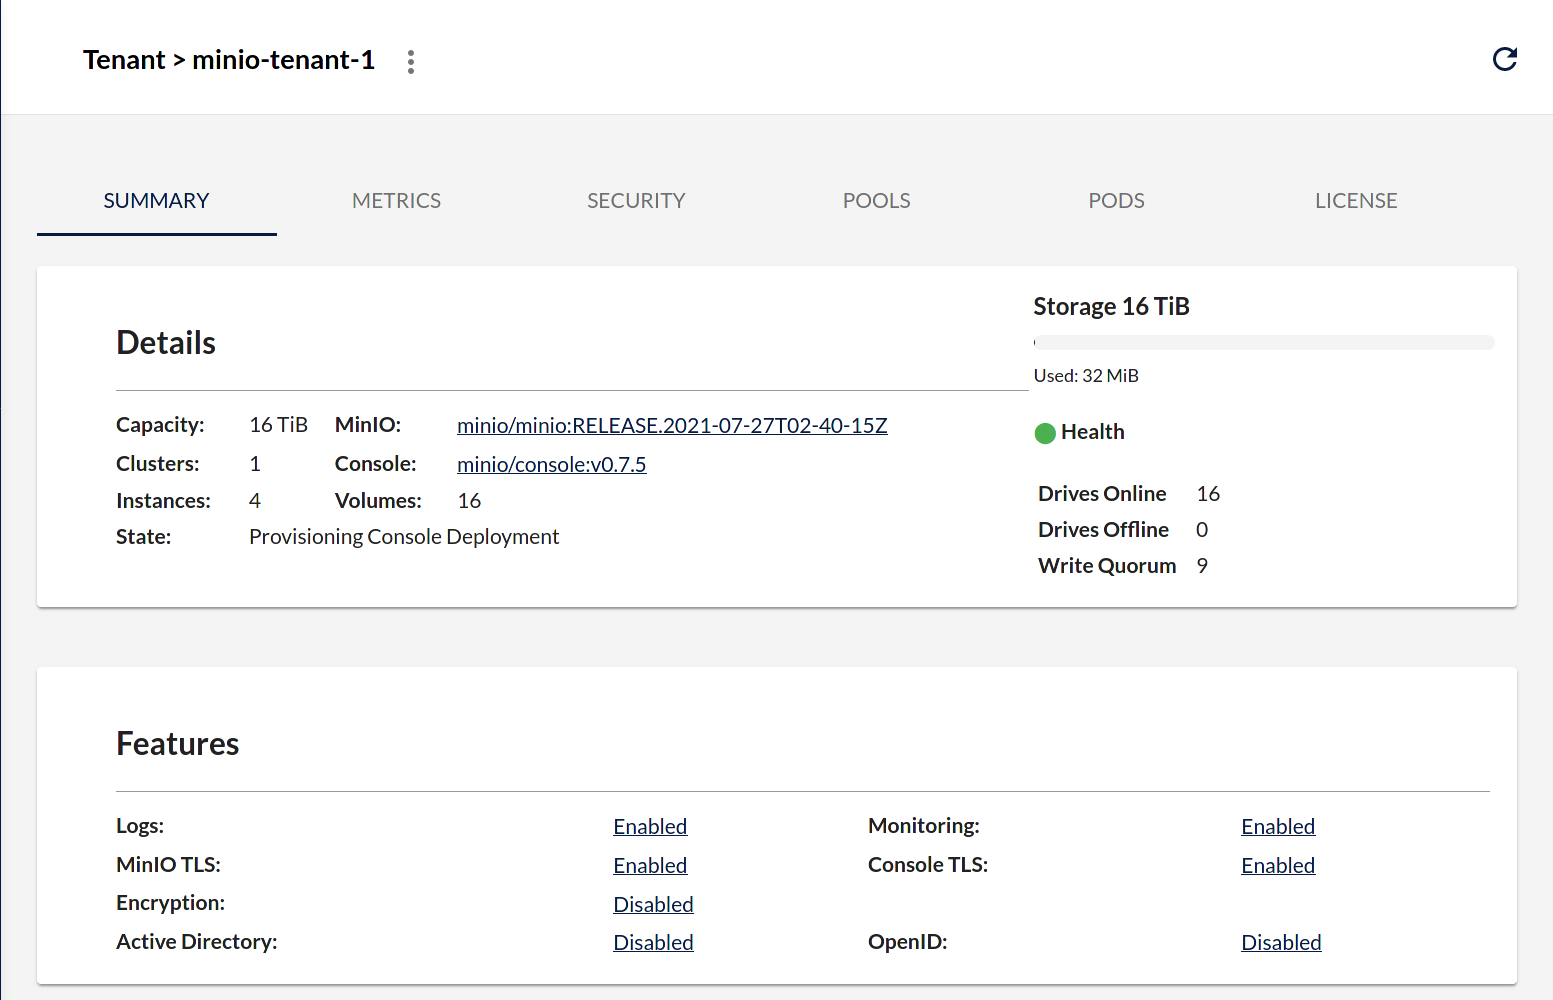 Tenant > minio-tenant-1
SUMMARY METRICS SECURITY POOLS PODS LICENSE
Details
Capacity: 16 TiB MinIO: minio/minio:RELEASE.2021-07-27T02-40-15Z
Clusters: 1 Console: minio/console:v0.7.5
Instances: 4 Volumes: 16
State: Provisioning Console Deployment
Storage 16 TiB
Used: 32 MiB
Health
Drives Online 16
Drives Offline 0
Write Quorum 9
Features
Logs: Enabled Monitoring: Enabled
MinIO TLS: Enabled Console TLS: Enabled
Encryption: Disabled
Active Directory: Disabled OpenID: Disabled